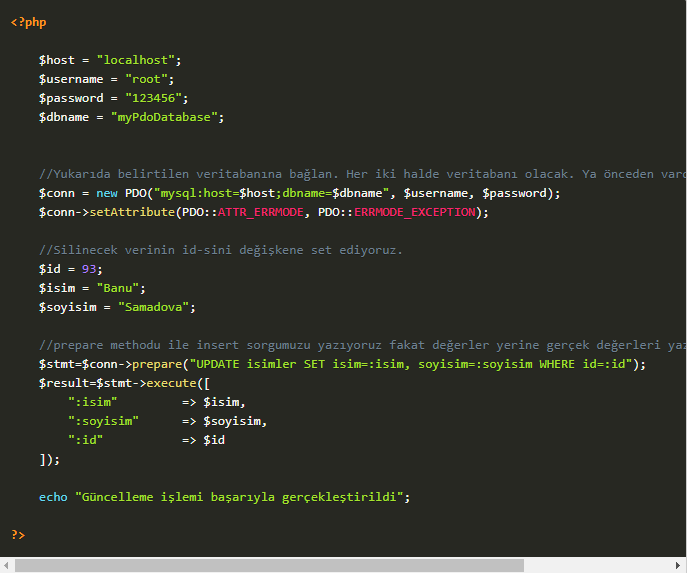 <?php
$host = "localhost";
$username = "root";
$password = "123456";
$dbname = "myPdoDatabase";
//Yukarıda belirtilen veritabanına bağlan. Her iki halde veritabanı olacak. Ya önceden vard
$conn = new PDO("mysql:host=$host;dbname=$dbname", $username, $password);
$conn->setAttribute(PDO::ATTR_ERRMODE, PDO::ERRMODE_EXCEPTION);
//Silinecek verinin id-sini değişkene set ediyoruz.
$id = 93;
$isim = "Banu";
$soyisim = "Samadova";
//prepare methodu ile insert sorgumuzu yazıyoruz fakat değerler yerine gerçek değerleri yaz
$stmt=$conn->prepare("UPDATE isimler SET isim=:isim, soyisim=:soyisim WHERE id=:id");
$result=$stmt->execute([
":isim" => $isim,
":soyisim" => $soyisim,
":id" => $id
]);
echo "Güncelleme işlemi başarıyla gerçekleştirildi";
?>